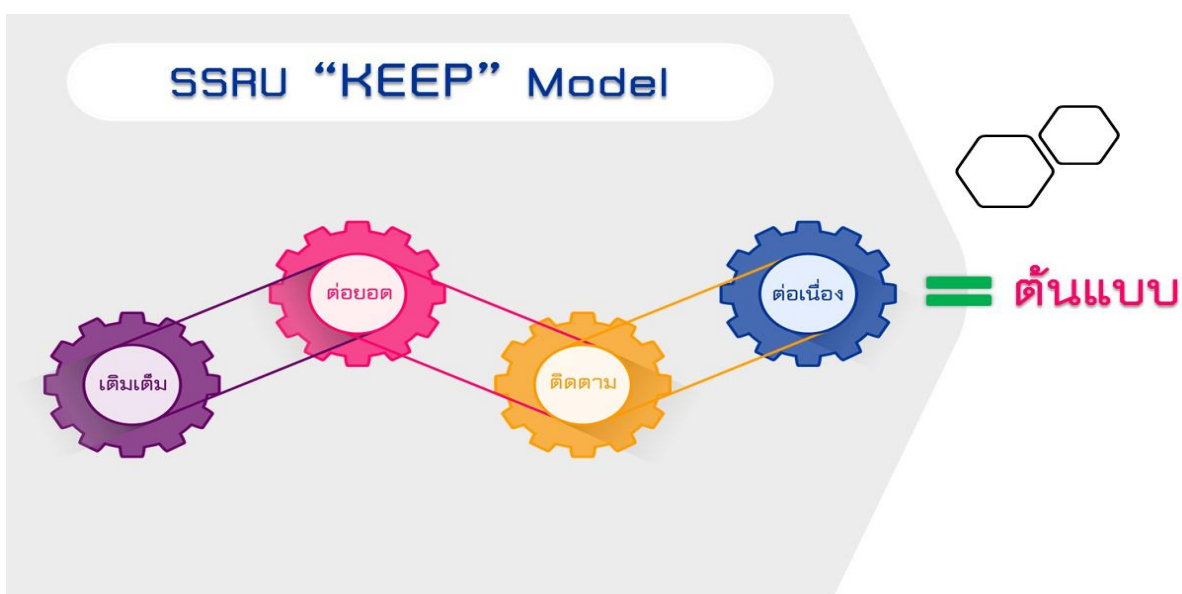 SSRU “KEEP” Model
เติมเต็ม
ต่อยอด
ติดตาม
ต่อเนื่อง
= ต้นแบบ